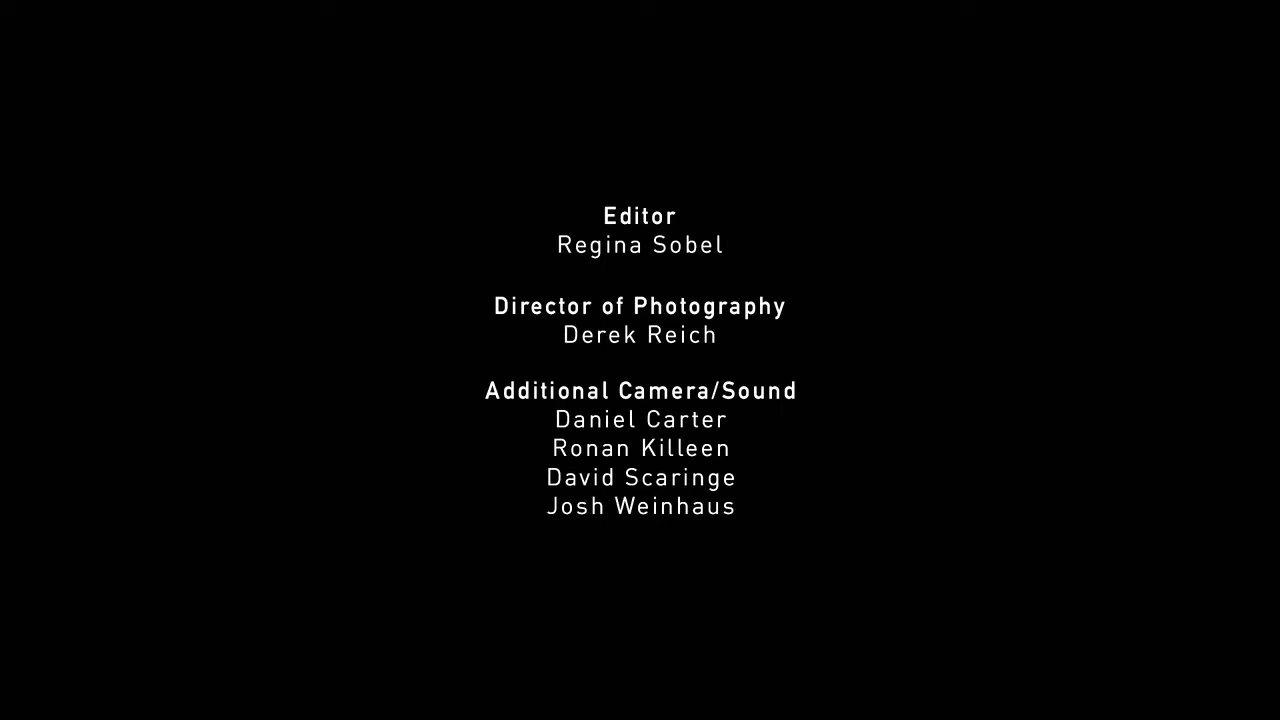 Editor
Regina Sobel
Director of Photography
Derek Reich
Additional Camera/Sound
Daniel Carter
Ronan Killeen
David Scaringe
Josh Weinhaus